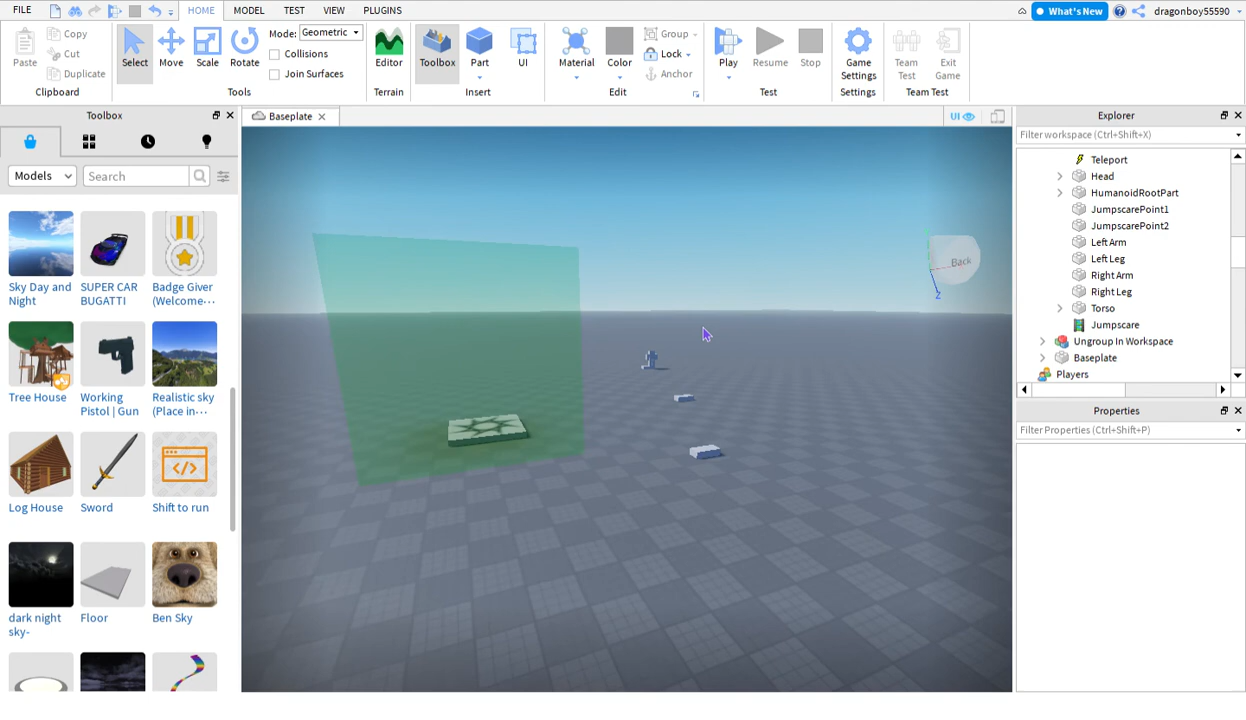 FILE HOME MODEL TEST VIEW PLUGINS What's New dragonboy55590
Copy
Cut
Duplicate
Paste
Clipboard
Select Move Scale Rotate
Mode: Geometric
Collisions
Join Surfaces
Tools
Editor
Terrain
Toolbox Part UI
Insert
Material Color
Group
Lock
Anchor
Edit
Play Resume Stop
Test
Game Settings
Settings
Team Test
Exit Game
Team Test
Toolbox
Models Search
Sky Day and Night
SUPER CAR BUGATTI
Badge Giver (Welcome···
Tree House
Working Pistol | Gun
Realistic sky (Place in···
Log House
Sword
Shift to run
dark night sky-
Floor
Ben Sky
Baseplate
UI
Back
Z
Explorer
Filter workspace (Ctrl+Shift+X)
Teleport
Head
HumanoidRootPart
JumpscarePoint1
JumpscarePoint2
Left Arm
Left Leg
Right Arm
Right Leg
Torso
Jumpscare
Ungroup In Workspace
Baseplate
Players
Properties
Filter Properties (Ctrl+Shift+P)